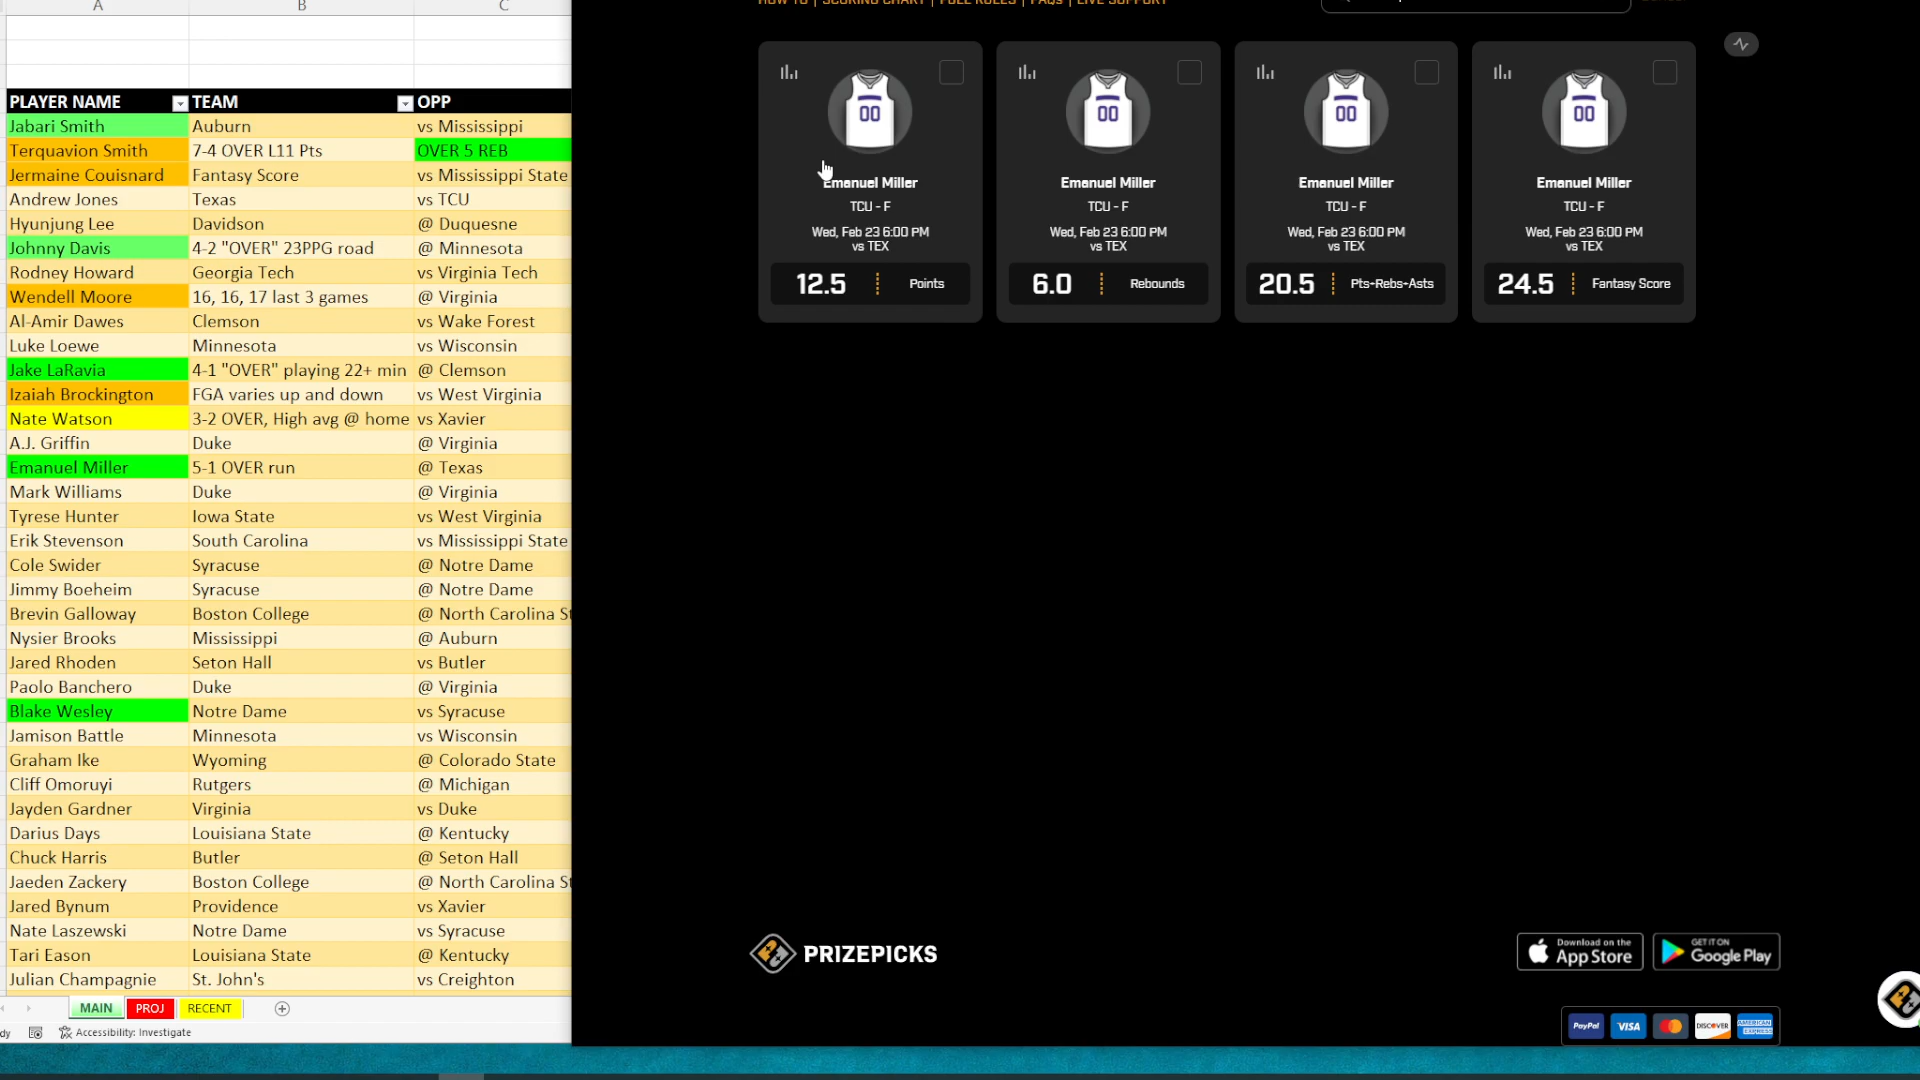 A B C
PLAYER NAME TEAM OPP
Jabari Smith Auburn vs Mississippi
Terquavion Smith 7-4 OVER L11 Pts OVER 5 REB
Jermaine Couisnard Fantasy Score vs Mississippi State
Andrew Jones Texas vs TCU
Hyunjung Lee Davidson @ Duquesne
Johnny Davis 4-2 "OVER" 23PPG road @ Minnesota
Rodney Howard Georgia Tech vs Virginia Tech
Wendell Moore 16, 16, 17 last 3 games @ Virginia
Al-Amir Dawes Clemson vs Wake Forest
Luke Loewe Minnesota vs Wisconsin
Jake LaRavia 4-1 "OVER" playing 22+ min @ Clemson
Izaiah Brockington FGA varies up and down vs West Virginia
Nate Watson 3-2 OVER, High avg @ home vs Xavier
A.J. Griffin Duke @ Virginia
Emanuel Miller 5-1 OVER run @ Texas
Mark Williams Duke @ Virginia
Tyrese Hunter Iowa State vs West Virginia
Erik Stevenson South Carolina vs Mississippi State
Cole Swider Syracuse @ Notre Dame
Jimmy Boeheim Syracuse @ Notre Dame
Brevin Galloway Boston College @ North Carolina St
Nysier Brooks Mississippi @ Auburn
Jared Rhoden Seton Hall vs Butler
Paolo Banchero Duke @ Virginia
Blake Wesley Notre Dame vs Syracuse
Jamison Battle Minnesota vs Wisconsin
Graham Ike Wyoming @ Colorado State
Cliff Omoruyi Rutgers @ Michigan
Jayden Gardner Virginia vs Duke
Darius Days Louisiana State @ Kentucky
Chuck Harris Butler @ Seton Hall
Jaeden Zackery Boston College @ North Carolina St
Jared Bynum Providence vs Xavier
Nate Laszewski Notre Dame vs Syracuse
Tari Eason Louisiana State @ Kentucky
Julian Champagnie St. John's vs Creighton
MAIN PROJ RECENT
dy Accessibility: Investigate
HOW TO | SCORING CHART | FULL RULES | FAQs | LIVE SUPPORT
00 00 00 00
Emanuel Miller Emanuel Miller Emanuel Miller Emanuel Miller
TCU - F TCU - F TCU - F TCU - F
Wed, Feb 23 6:00 PM Wed, Feb 23 6:00 PM Wed, Feb 23 6:00 PM Wed, Feb 23 6:00 PM
vs TEX vs TEX vs TEX vs TEX
12.5 Points 6.0 Rebounds 20.5 Pts-Rebs-Asts 24.5 Fantasy Score
PRIZEPICKS
Download on the
App Store
GET IT ON
Google Play
PayPal VISA DISCOVER AMERICAN EXPRESS